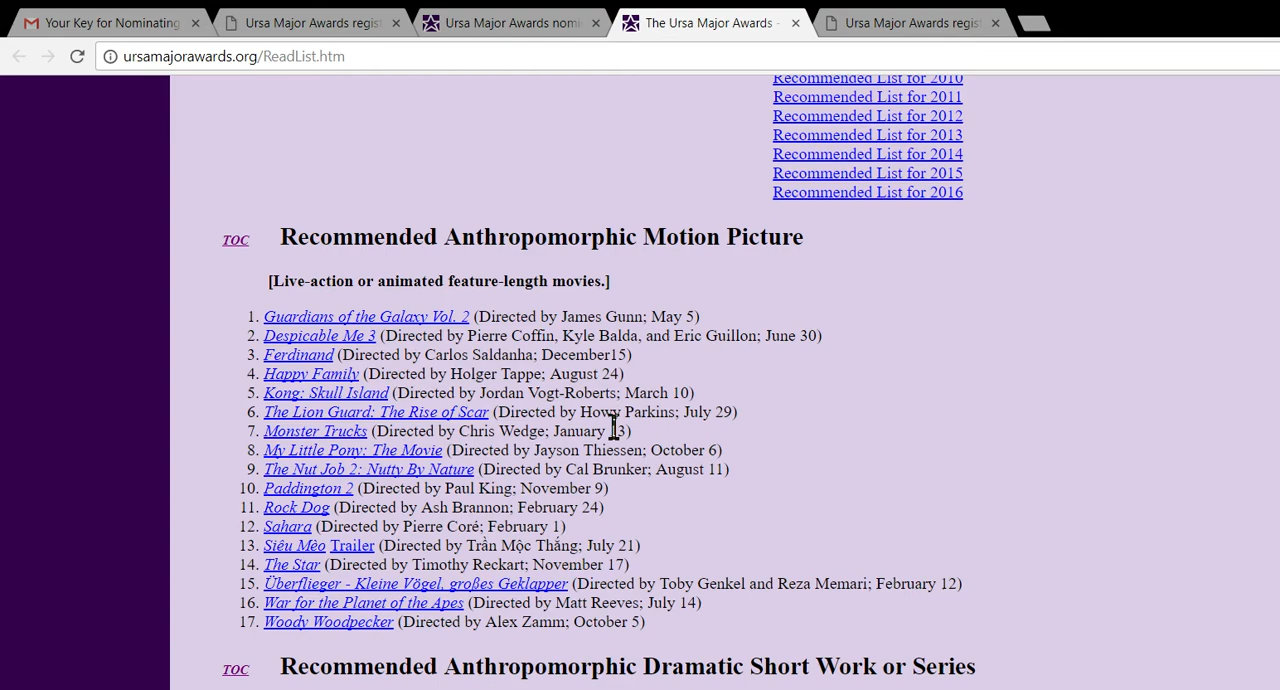 Your Key for Nominating
Ursa Major Awards regis
Ursa Major Awards nomi
The Ursa Major Awards -
Ursa Major Awards regis
ursamajorawards.org/ReadList.htm
Recommended List for 2010
Recommended List for 2011
Recommended List for 2012
Recommended List for 2013
Recommended List for 2014
Recommended List for 2015
Recommended List for 2016
TOC Recommended Anthropomorphic Motion Picture
[Live-action or animated feature-length movies.]
1. Guardians of the Galaxy Vol. 2 (Directed by James Gunn; May 5)
2. Despicable Me 3 (Directed by Pierre Coffin, Kyle Balda, and Eric Guillon; June 30)
3. Ferdinand (Directed by Carlos Saldanha; December15)
4. Happy Family (Directed by Holger Tappe; August 24)
5. Kong: Skull Island (Directed by Jordan Vogt-Roberts; March 10)
6. The Lion Guard: The Rise of Scar (Directed by Howy Parkins; July 29)
7. Monster Trucks (Directed by Chris Wedge; January 13)
8. My Little Pony: The Movie (Directed by Jayson Thiessen; October 6)
9. The Nut Job 2: Nutty By Nature (Directed by Cal Brunker; August 11)
10. Paddington 2 (Directed by Paul King; November 9)
11. Rock Dog (Directed by Ash Brannon; February 24)
12. Sahara (Directed by Pierre Coré; February 1)
13. Siêu Mèo Trailer (Directed by Trần Mộc Thắng; July 21)
14. The Star (Directed by Timothy Reckart; November 17)
15. Überflieger - Kleine Vögel, großes Geklapper (Directed by Toby Genkel and Reza Memari; February 12)
16. War for the Planet of the Apes (Directed by Matt Reeves; July 14)
17. Woody Woodpecker (Directed by Alex Zamm; October 5)
TOC Recommended Anthropomorphic Dramatic Short Work or Series